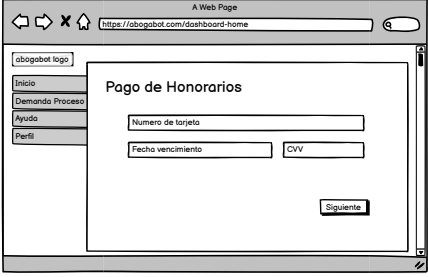 A Web Page
https://abogabot.com/dashboard-home
abogabot logo
Inicio
Demanda Proceso
Ayuda
Perfil
Pago de Honorarios
Numero de tarjeta
Fecha vencimiento
CVV
Siguiente